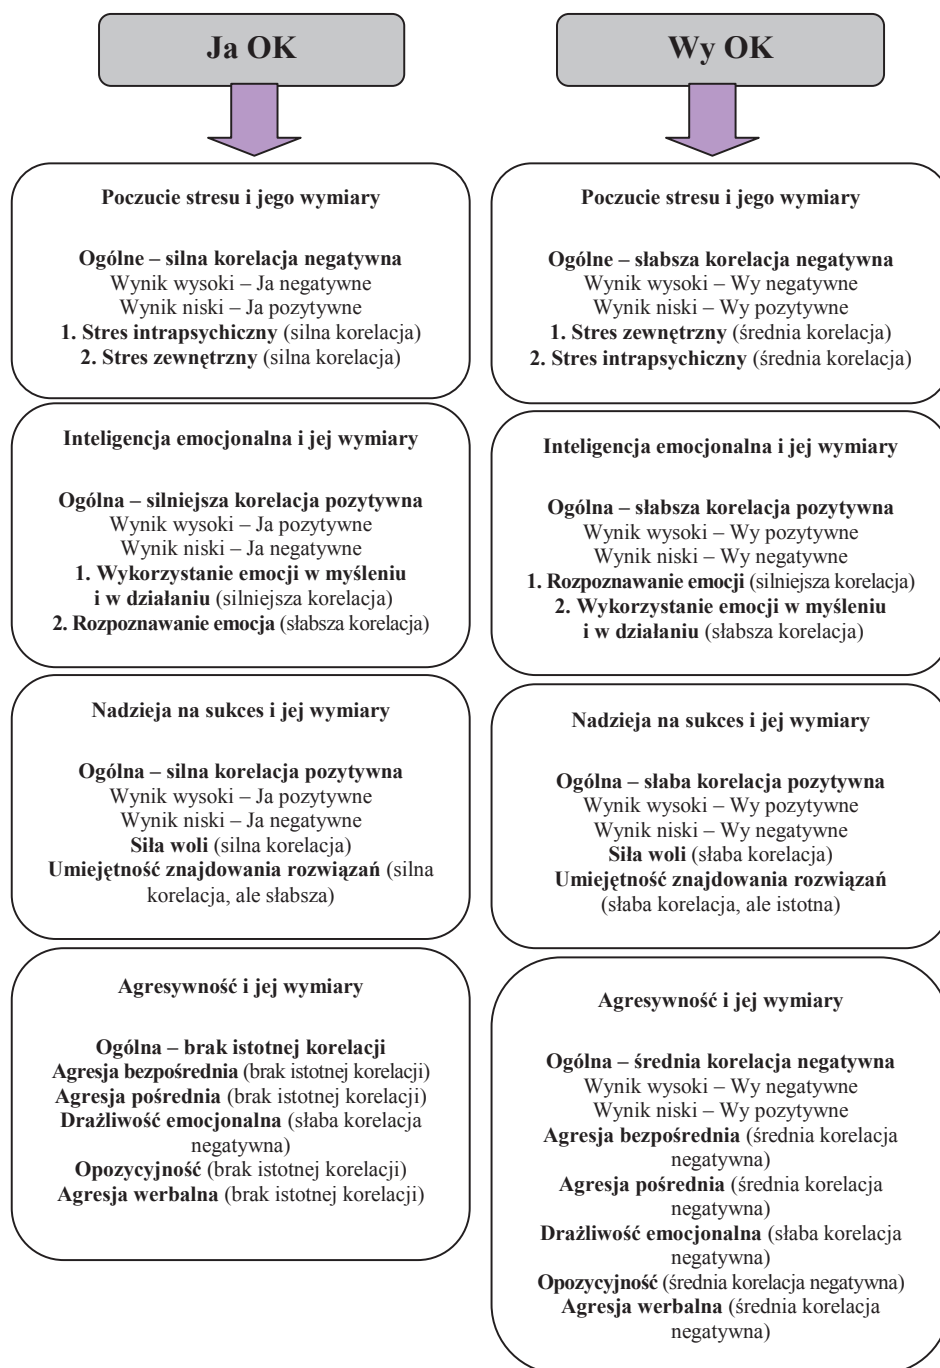 Ja OK
Poczucie stresu i jego wymiary
Ogólne – silna korelacja negatywna
Wynik wysoki – Ja negatywne
Wynik niski – Ja pozytywne
1. Stres intrapsychiczny (silna korelacja)
2. Stres zewnętrzny (silna korelacja)
Inteligencja emocjonalna i jej wymiary
Ogólna – silniejsza korelacja pozytywna
Wynik wysoki – Ja pozytywne
Wynik niski – Ja negatywne
1. Wykorzystanie emocji w myśleniu
i w działaniu (silniejsza korelacja)
2. Rozpoznawanie emocja (słabsza korelacja)
Nadzieja na sukces i jej wymiary
Ogólna – silna korelacja pozytywna
Wynik wysoki – Ja pozytywne
Wynik niski – Ja negatywne
Siła woli (silna korelacja)
Umiejętność znajdowania rozwiązań (silna
korelacja, ale słabsza)
Agresywność i jej wymiary
Ogólna – brak istotnej korelacji
Agresja bezpośrednia (brak istotnej korelacji)
Agresja pośrednia (brak istotnej korelacji)
Drażliwość emocjonalna (słaba korelacja
negatywna)
Opozycyjność (brak istotnej korelacji)
Agresja werbalna (brak istotnej korelacji)
Wy OK
Poczucie stresu i jego wymiary
Ogólne – słabsza korelacja negatywna
Wynik wysoki – Wy negatywne
Wynik niski – Wy pozytywne
1. Stres zewnętrzny (średnia korelacja)
2. Stres intrapsychiczny (średnia korelacja)
Inteligencja emocjonalna i jej wymiary
Ogólna – słabsza korelacja pozytywna
Wynik wysoki – Wy pozytywne
Wynik niski – Wy negatywne
1. Rozpoznawanie emocji (silniejsza korelacja)
2. Wykorzystanie emocji w myśleniu
i w działaniu (słabsza korelacja)
Nadzieja na sukces i jej wymiary
Ogólna – słaba korelacja pozytywna
Wynik wysoki – Wy pozytywne
Wynik niski – Wy negatywne
Siła woli (słaba korelacja)
Umiejętność znajdowania rozwiązań
(słaba korelacja, ale istotna)
Agresywność i jej wymiary
Ogólna – średnia korelacja negatywna
Wynik wysoki – Wy negatywne
Wynik niski – Wy pozytywne
Agresja bezpośrednia (średnia korelacja
negatywna)
Agresja pośrednia (średnia korelacja
negatywna)
Drażliwość emocjonalna (słaba korelacja
negatywna)
Opozycyjność (średnia korelacja negatywna)
Agresja werbalna (średnia korelacja
negatywna)